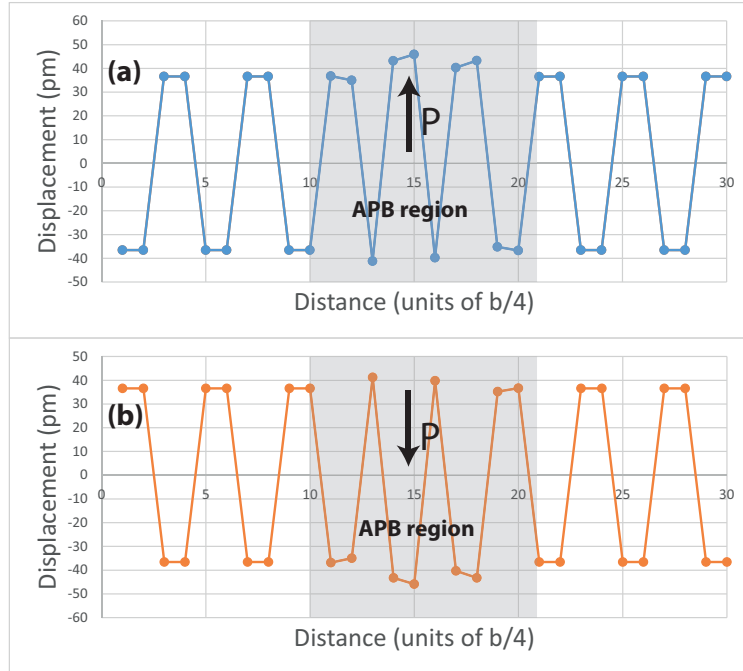 60
50
40
30
20
10
0
-10
-20
-30
-40
-50
Displacement (pm)
(a)
P
APB region
0 5 10 15 20 25 30
Distance (units of b/4)
50
40
30
20
10
0
-10
-20
-30
-40
-50
-60
Displacement (pm)
(b)
P
APB region
0 5 10 15 20 25 30
Distance (units of b/4)